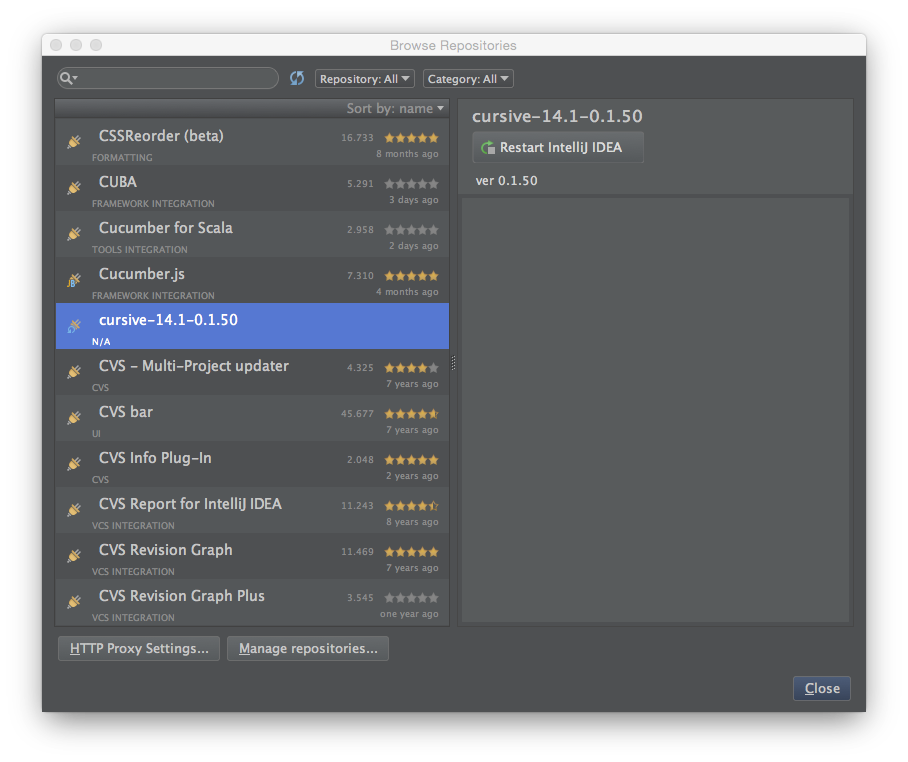 Browse Repositories
Repository: All
Category: All
Sort by: name
CSSReorder (beta) 16.733
FORMATTING 8 months ago
CUBA 5.291
FRAMEWORK INTEGRATION 3 days ago
Cucumber for Scala 2.958
TOOLS INTEGRATION 2 days ago
Cucumber.js 7.310
FRAMEWORK INTEGRATION 4 months ago
cursive-14.1-0.1.50
N/A
CVS - Multi-Project updater 4.325
CVS 7 years ago
CVS bar 45.677
UI 7 years ago
CVS Info Plug-In 2.048
CVS 2 years ago
CVS Report for IntelliJ IDEA 11.243
VCS INTEGRATION 8 years ago
CVS Revision Graph 11.469
VCS INTEGRATION 7 years ago
CVS Revision Graph Plus 3.545
VCS INTEGRATION one year ago
cursive-14.1-0.1.50
Restart IntelliJ IDEA
ver 0.1.50
HTTP Proxy Settings...
Manage repositories...
Close